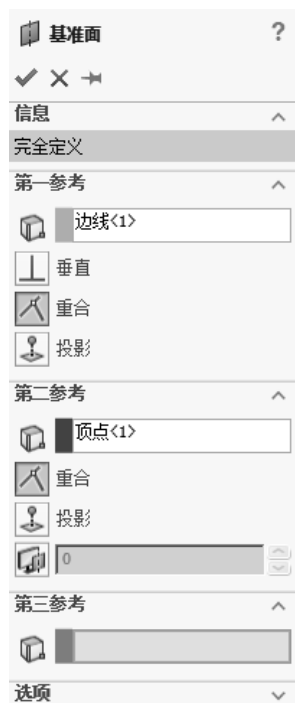 基准面 ?
信息
完全定义
第一参考
边线<1>
垂直
重合
投影
第二参考
顶点<1>
重合
投影
0
第三参考
选项